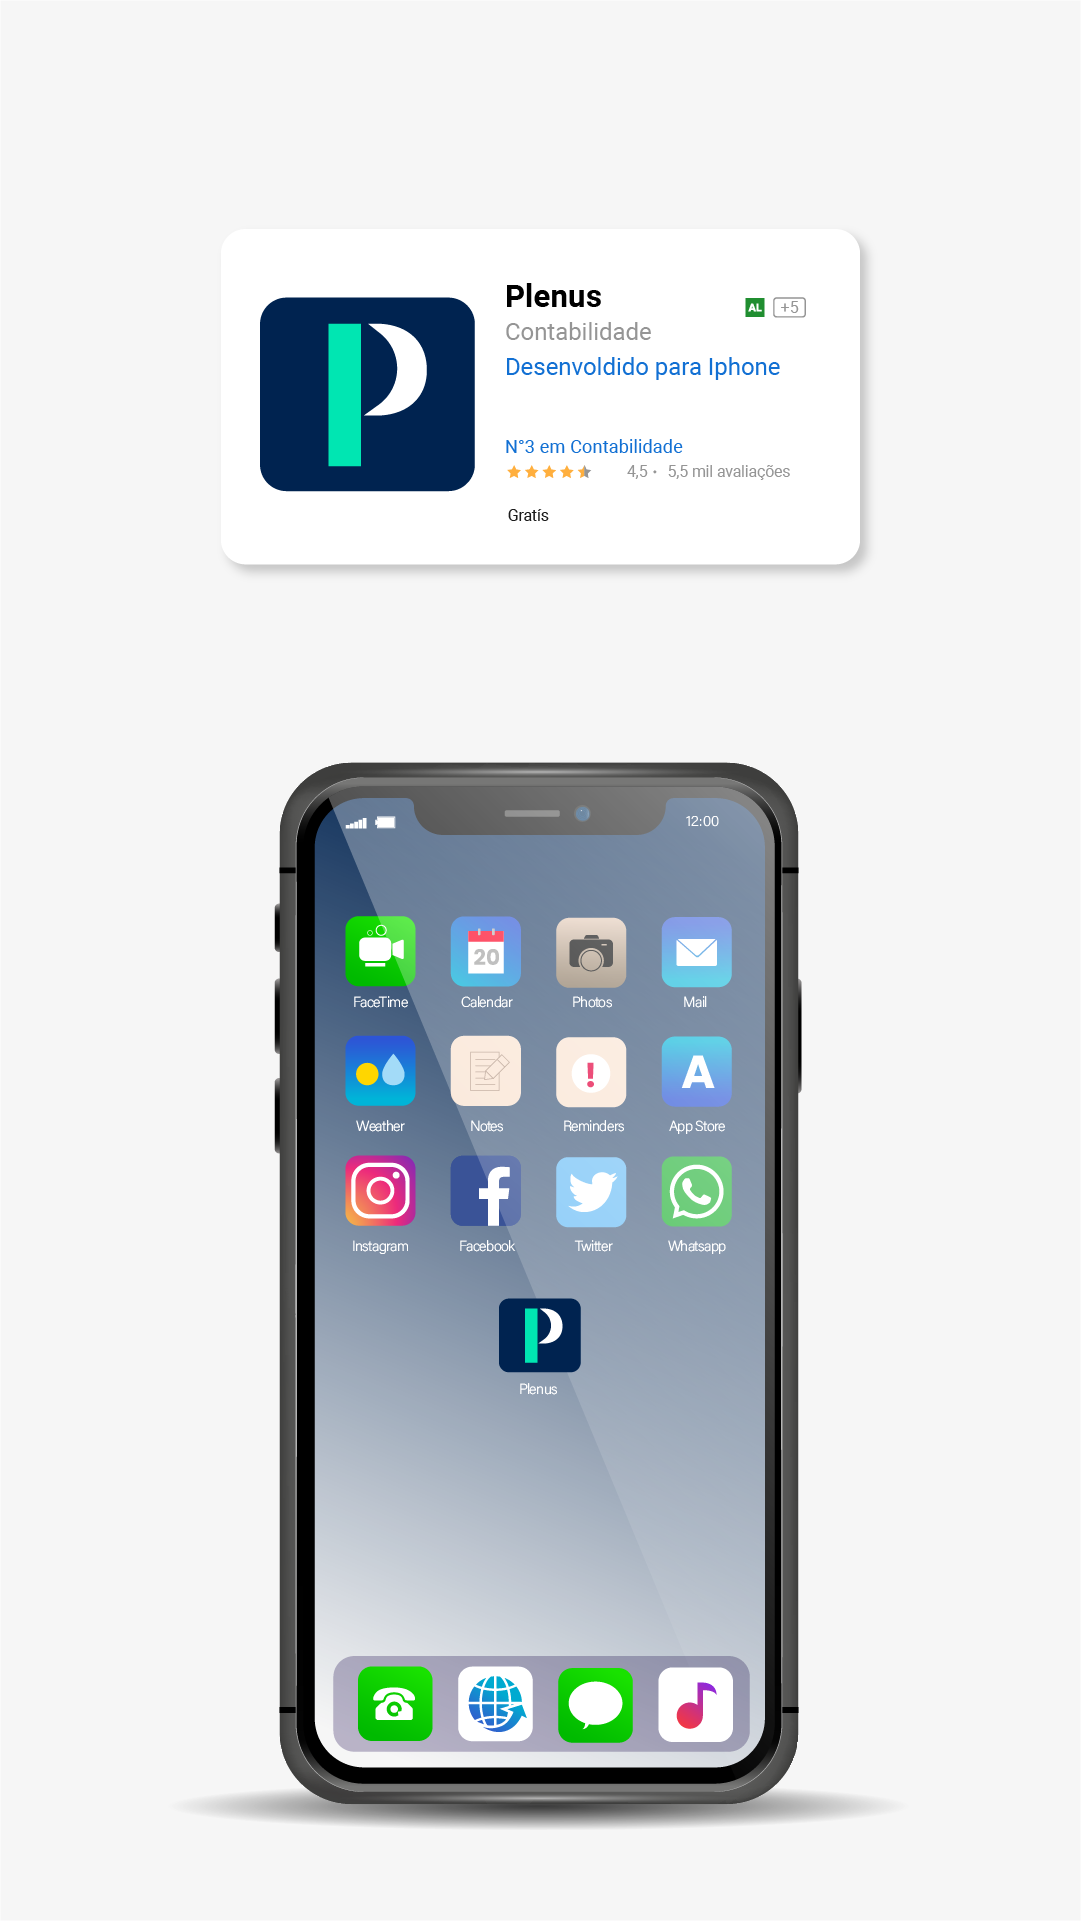 Plenus
AL +5
Contabilidade
Desenvoldido para Iphone
N°3 em Contabilidade
4,5 · 5,5 mil avaliações
Gratís
12:00
20
FaceTime Calendar Photos Mail
A
Weather Notes Reminders App Store
Instagram Facebook Twitter Whatsapp
P
Plenus